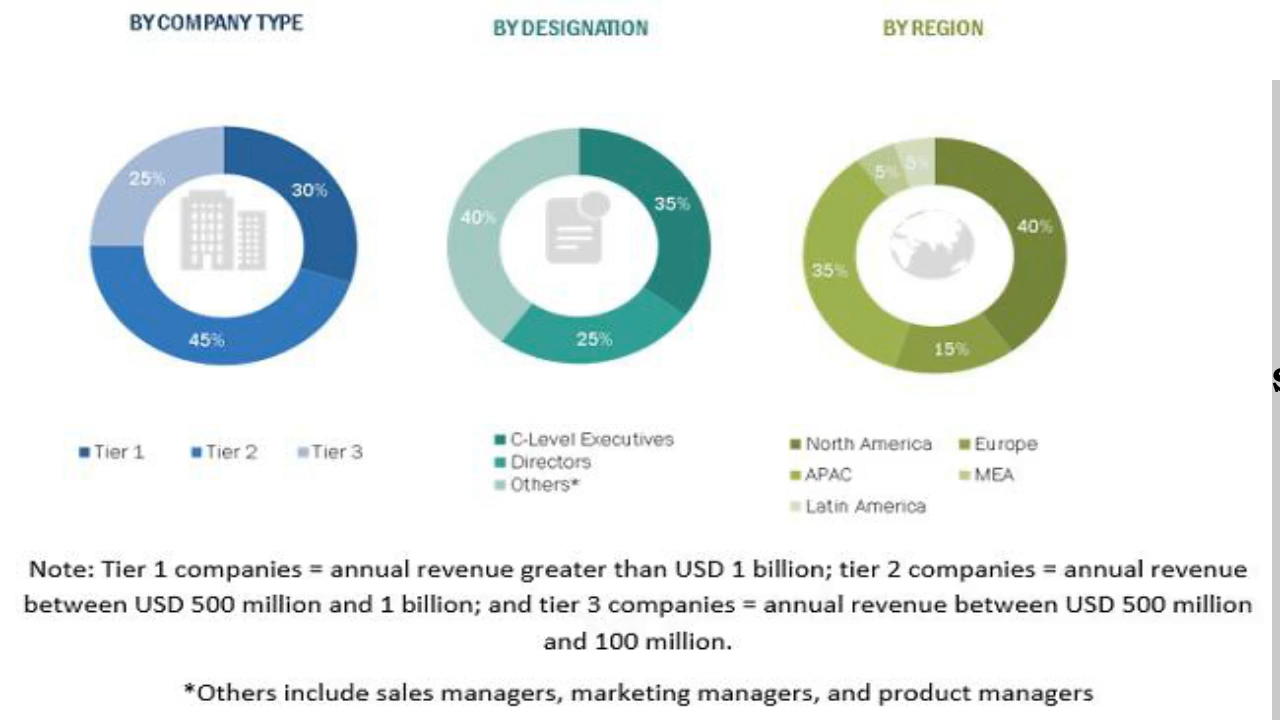 BY COMPANY TYPE
BY DESIGNATION
BY REGION
25%
30%
45%
40%
35%
25%
5%
5%
40%
35%
15%
Tier 1
Tier 2
Tier 3
C-Level Executives
Directors
Others*
North America
Europe
APAC
MEA
Latin America
Note: Tier 1 companies = annual revenue greater than USD 1 billion; tier 2 companies = annual revenue
between USD 500 million and 1 billion; and tier 3 companies = annual revenue between USD 500 million
and 100 million.
*Others include sales managers, marketing managers, and product managers